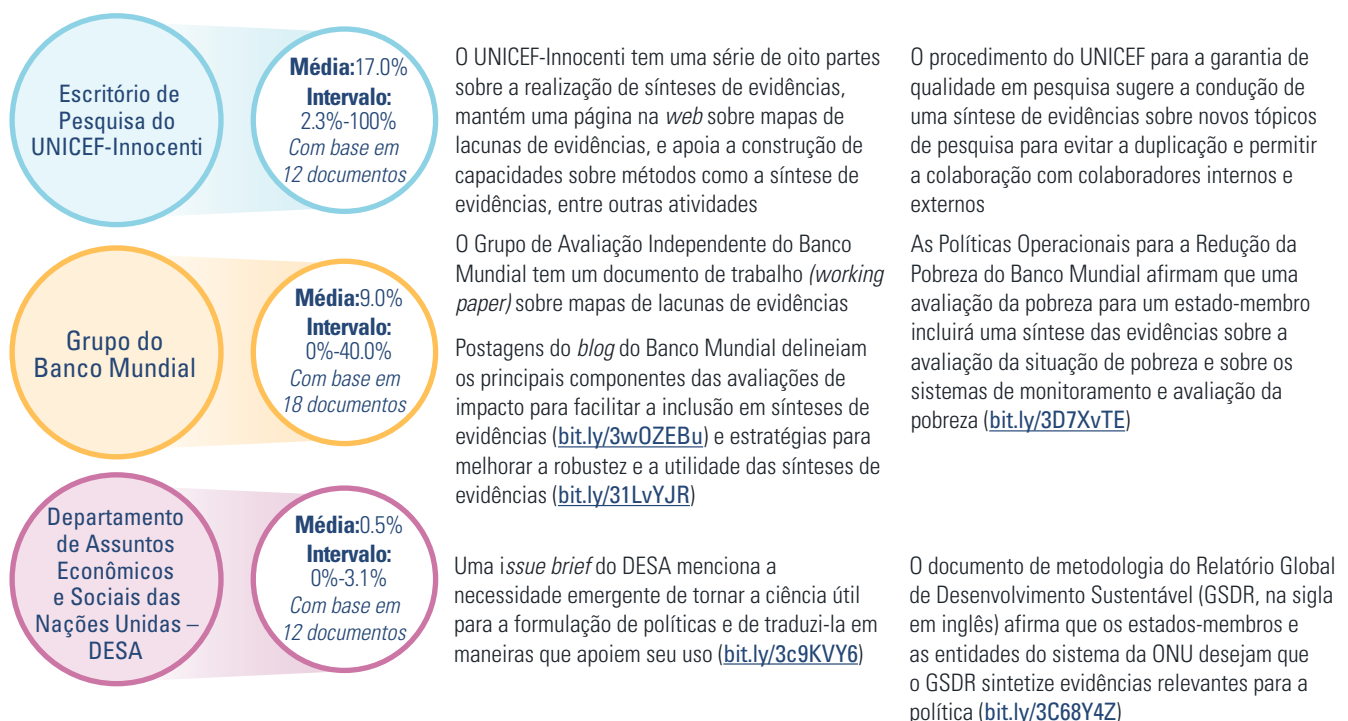 Escritório de
Pesquisa do
UNICEF-Innocenti
Média:17.0%
Intervalo:
2.3%-100%
Com base em
12 documentos
O UNICEF-Innocenti tem uma série de oito partes
sobre a realização de sínteses de evidências,
mantém uma página na web sobre mapas de
lacunas de evidências, e apoia a construção de
capacidades sobre métodos como a síntese de
evidências, entre outras atividades
O procedimento do UNICEF para a garantia de
qualidade em pesquisa sugere a condução de
uma síntese de evidências sobre novos tópicos
de pesquisa para evitar a duplicação e permitir
a colaboração com colaboradores internos e
externos
Grupo do
Banco Mundial
Média:9.0%
Intervalo:
0%-40.0%
Com base em
18 documentos
O Grupo de Avaliação Independente do Banco
Mundial tem um documento de trabalho (working
paper) sobre mapas de lacunas de evidências
Postagens do blog do Banco Mundial delineiam
os principais componentes das avaliações de
impacto para facilitar a inclusão em sínteses de
evidências (bit.ly/3wOZEBu) e estratégias para
melhorar a robustez e a utilidade das sínteses de
evidências (bit.ly/31LvYJR)
As Políticas Operacionais para a Redução da
Pobreza do Banco Mundial afirmam que uma
avaliação da pobreza para um estado-membro
incluirá uma síntese das evidências sobre a
avaliação da situação de pobreza e sobre os
sistemas de monitoramento e avaliação da
pobreza (bit.ly/3D7XvTE)
Departamento
de Assuntos
Econômicos
e Sociais das
Nações Unidas –
DESA
Média:0.5%
Intervalo:
0%-3.1%
Com base em
12 documentos
Uma issue brief do DESA menciona a
necessidade emergente de tornar a ciência útil
para a formulação de políticas e de traduzi-la em
maneiras que apoiem seu uso (bit.ly/3c9KVY6)
O documento de metodologia do Relatório Global
de Desenvolvimento Sustentável (GSDR, na sigla
em inglês) afirma que os estados-membros e
as entidades do sistema da ONU desejam que
o GSDR sintetize evidências relevantes para a
política (bit.ly/3C68Y4Z)